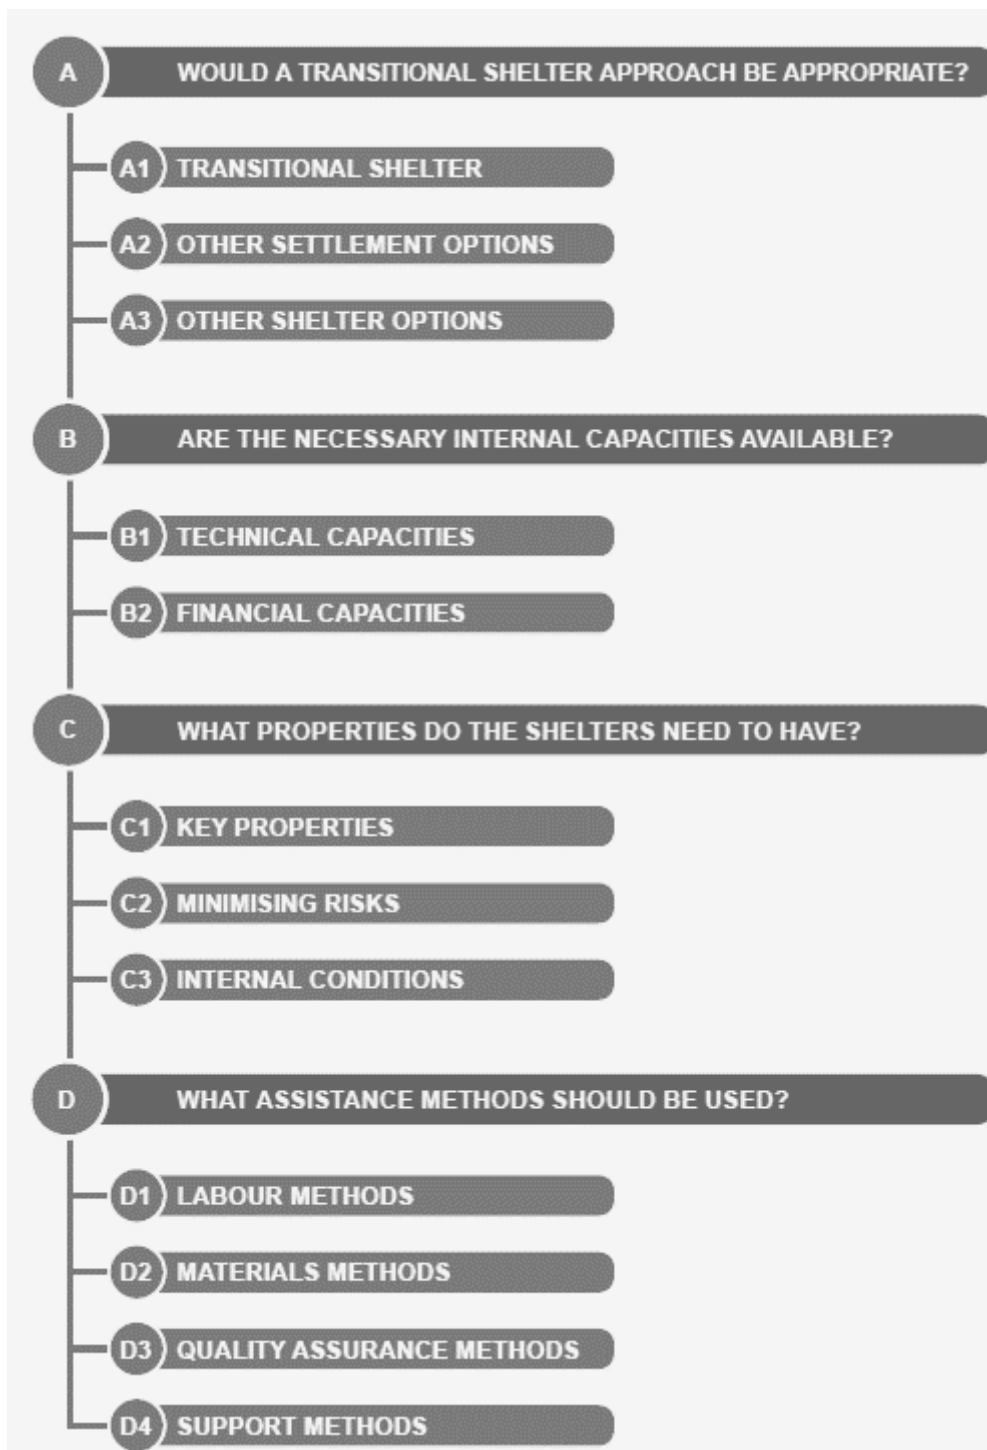 A WOULD A TRANSITIONAL SHELTER APPROACH BE APPROPRIATE?
A1 TRANSITIONAL SHELTER
A2 OTHER SETTLEMENT OPTIONS
A3 OTHER SHELTER OPTIONS
B ARE THE NECESSARY INTERNAL CAPACITIES AVAILABLE?
B1 TECHNICAL CAPACITIES
B2 FINANCIAL CAPACITIES
C WHAT PROPERTIES DO THE SHELTERS NEED TO HAVE?
C1 KEY PROPERTIES
C2 MINIMISING RISKS
C3 INTERNAL CONDITIONS
D WHAT ASSISTANCE METHODS SHOULD BE USED?
D1 LABOUR METHODS
D2 MATERIALS METHODS
D3 QUALITY ASSURANCE METHODS
D4 SUPPORT METHODS